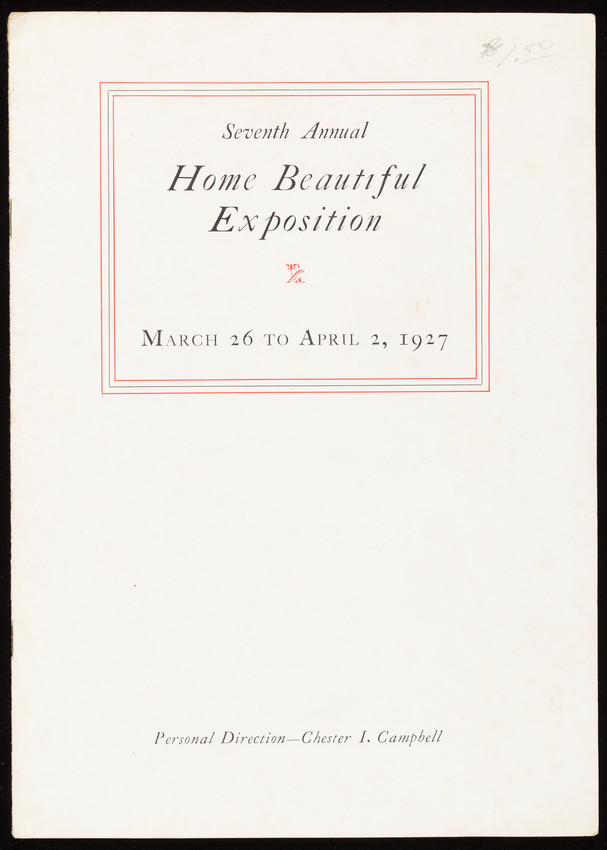 $1.50
Seventh Annual
Home Beautiful
Exposition
March 26 to April 2, 1927
Personal Direction—Chester I. Campbell